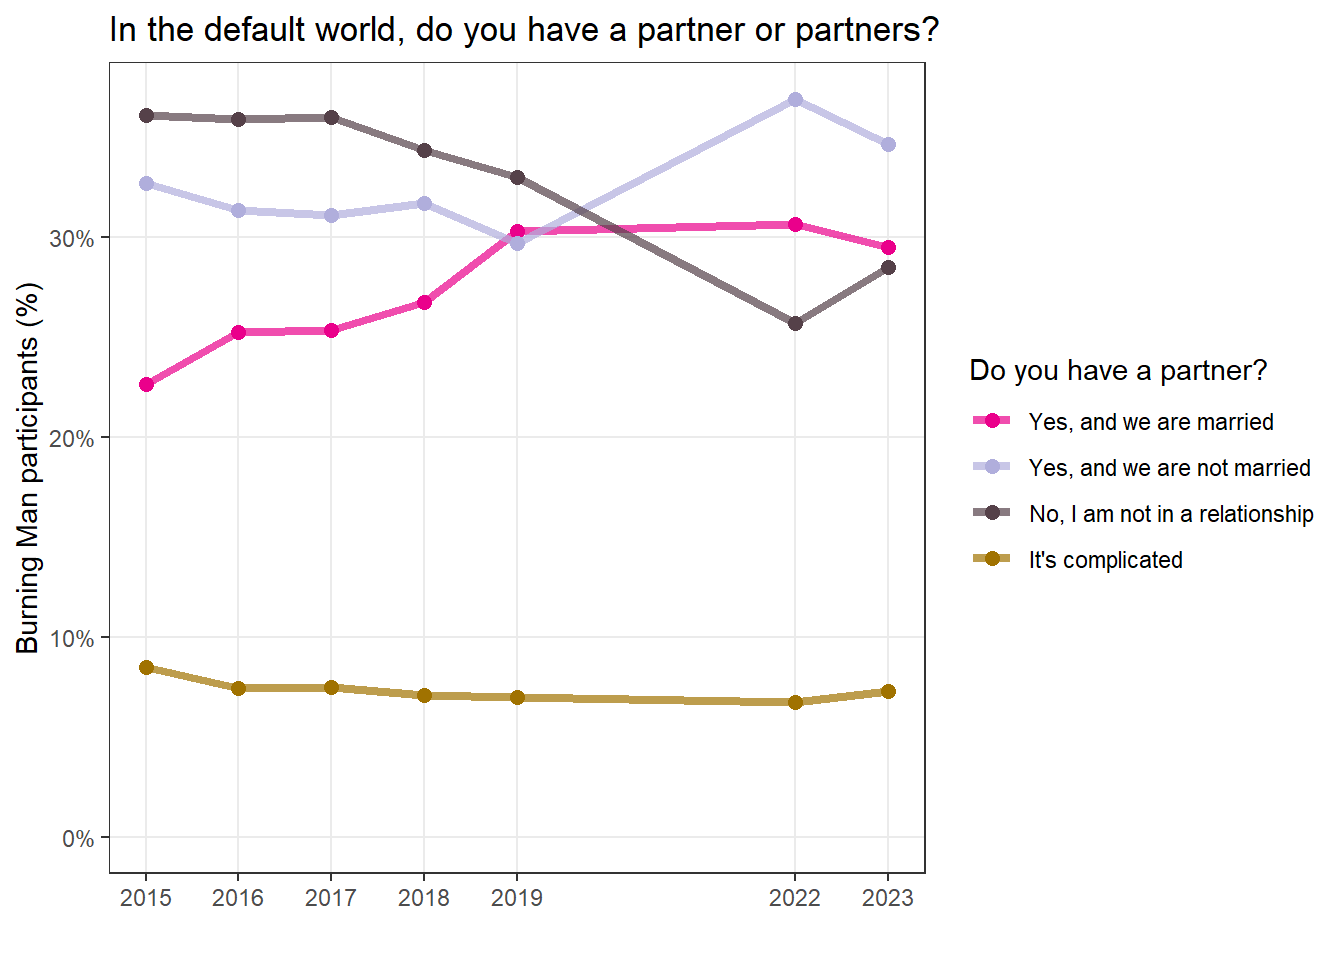 In the default world, do you have a partner or partners?
Burning Man participants (%)
30%
20%
10%
0%
2015 2016 2017 2018 2019 2022 2023
Do you have a partner?
Yes, and we are married
Yes, and we are not married
No, I am not in a relationship
It's complicated